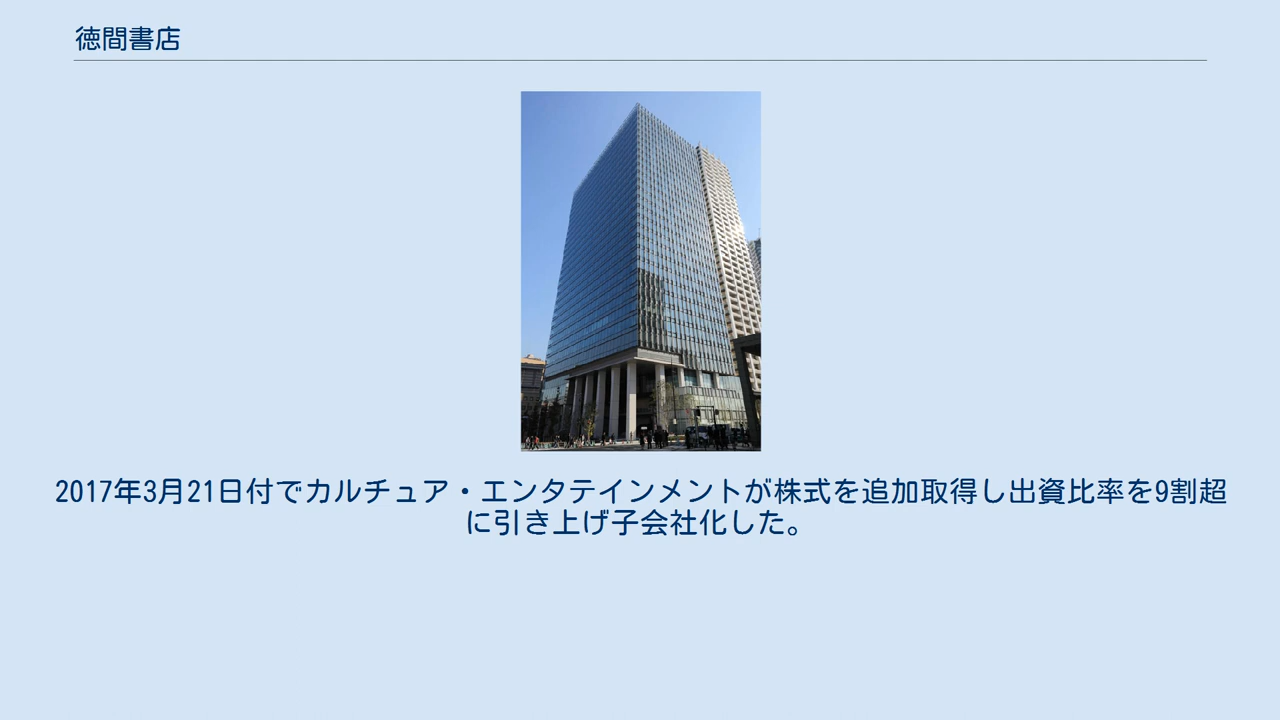 徳間書店
2017年3月21日付でカルチュア・エンタテインメントが株式を追加取得し出資比率を9割超
に引き上げ子会社化した。